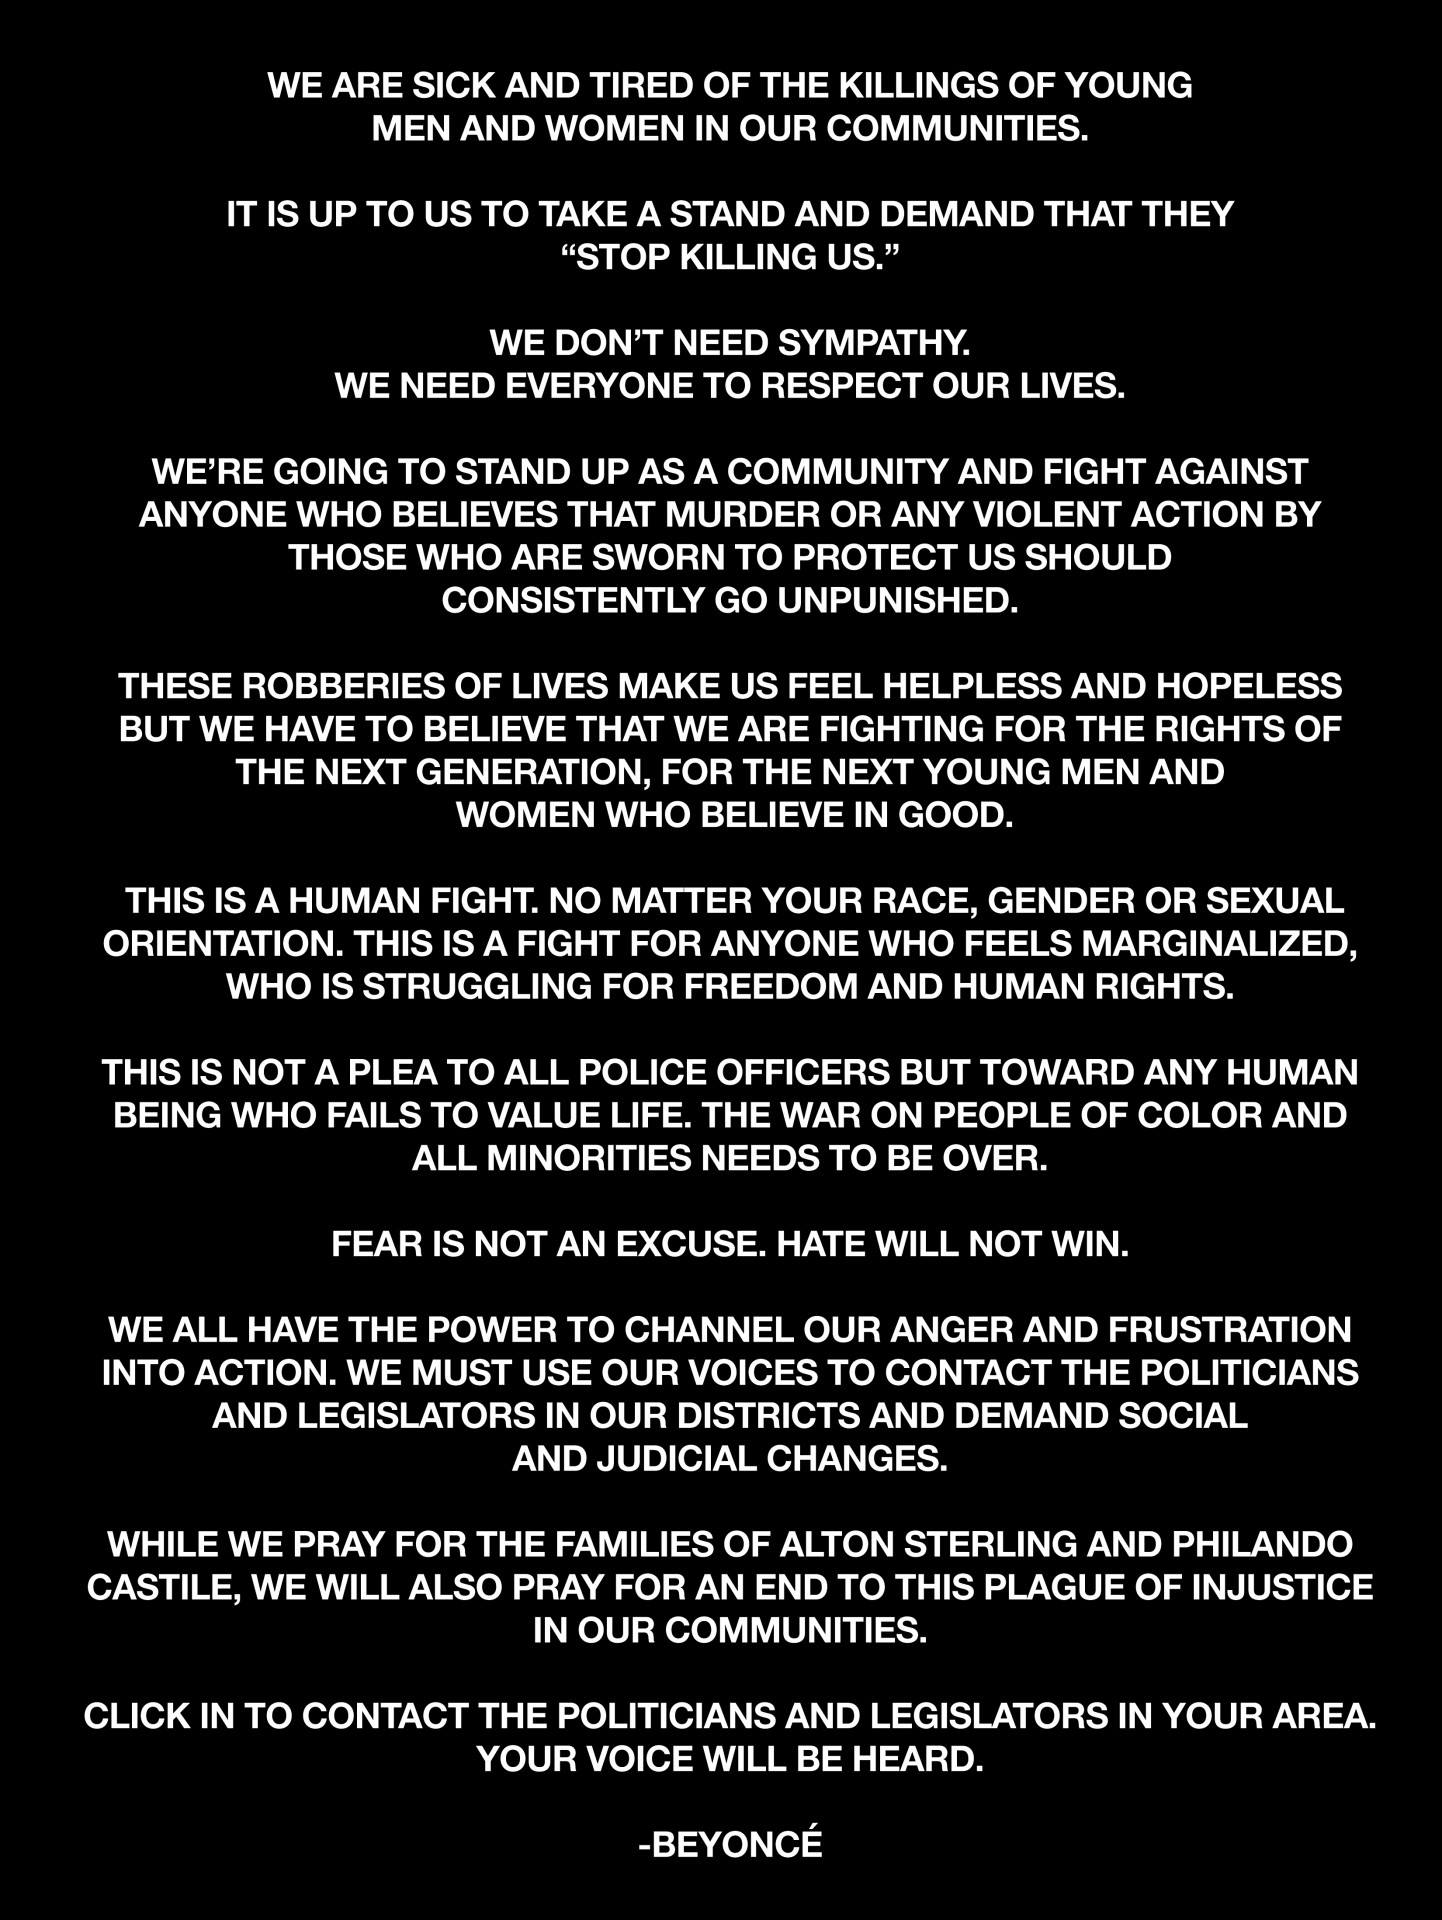 WE ARE SICK AND TIRED OF THE KILLINGS OF YOUNG
MEN AND WOMEN IN OUR COMMUNITIES.
IT IS UP TO US TO TAKE A STAND AND DEMAND THAT THEY
“STOP KILLING US.”
WE DON’T NEED SYMPATHY.
WE NEED EVERYONE TO RESPECT OUR LIVES.
WE’RE GOING TO STAND UP AS A COMMUNITY AND FIGHT AGAINST
ANYONE WHO BELIEVES THAT MURDER OR ANY VIOLENT ACTION BY
THOSE WHO ARE SWORN TO PROTECT US SHOULD
CONSISTENTLY GO UNPUNISHED.
THESE ROBBERIES OF LIVES MAKE US FEEL HELPLESS AND HOPELESS
BUT WE HAVE TO BELIEVE THAT WE ARE FIGHTING FOR THE RIGHTS OF
THE NEXT GENERATION, FOR THE NEXT YOUNG MEN AND
WOMEN WHO BELIEVE IN GOOD.
THIS IS A HUMAN FIGHT. NO MATTER YOUR RACE, GENDER OR SEXUAL
ORIENTATION. THIS IS A FIGHT FOR ANYONE WHO FEELS MARGINALIZED,
WHO IS STRUGGLING FOR FREEDOM AND HUMAN RIGHTS.
THIS IS NOT A PLEA TO ALL POLICE OFFICERS BUT TOWARD ANY HUMAN
BEING WHO FAILS TO VALUE LIFE. THE WAR ON PEOPLE OF COLOR AND
ALL MINORITIES NEEDS TO BE OVER.
FEAR IS NOT AN EXCUSE. HATE WILL NOT WIN.
WE ALL HAVE THE POWER TO CHANNEL OUR ANGER AND FRUSTRATION
INTO ACTION. WE MUST USE OUR VOICES TO CONTACT THE POLITICIANS
AND LEGISLATORS IN OUR DISTRICTS AND DEMAND SOCIAL
AND JUDICIAL CHANGES.
WHILE WE PRAY FOR THE FAMILIES OF ALTON STERLING AND PHILANDO
CASTILE, WE WILL ALSO PRAY FOR AN END TO THIS PLAGUE OF INJUSTICE
IN OUR COMMUNITIES.
CLICK IN TO CONTACT THE POLITICIANS AND LEGISLATORS IN YOUR AREA.
YOUR VOICE WILL BE HEARD.
-BEYONCÉ